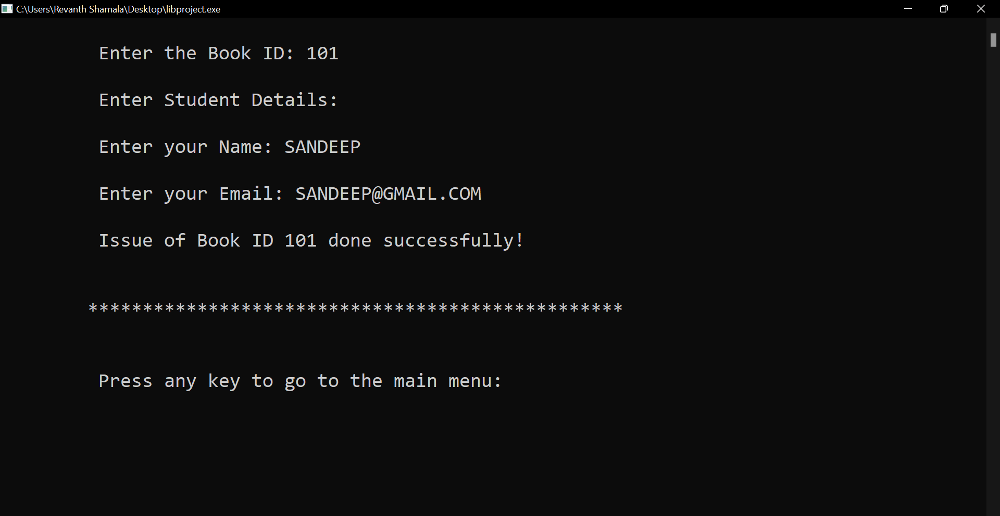 C:\Users\Revanth Shamala\Desktop\libproject.exe
Enter the Book ID: 101
Enter Student Details:
Enter your Name: SANDEEP
Enter your Email: SANDEEP@GMAIL.COM
Issue of Book ID 101 done successfully!
*************************************************
Press any key to go to the main menu: